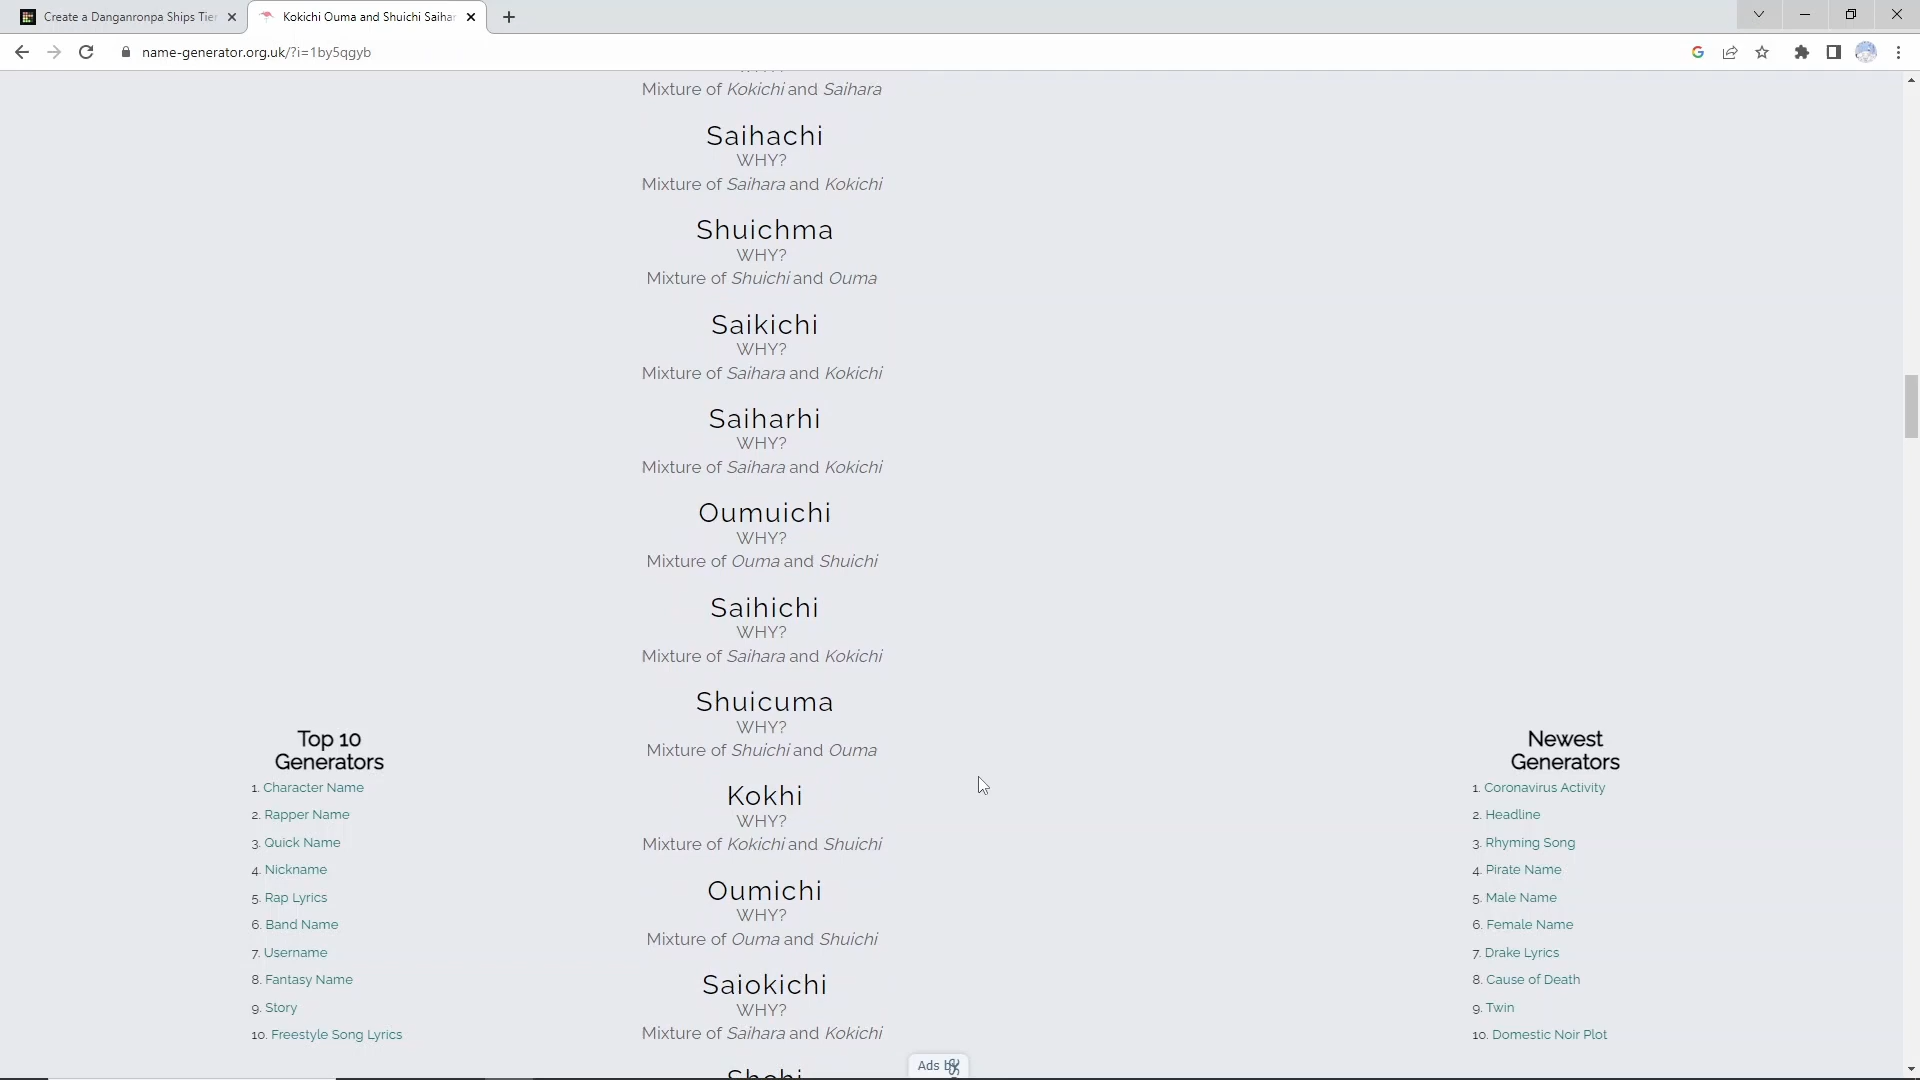 Create a Danganronpa Ships Tier
Kokichi Ouma and Shuichi Saihar
name-generator.org.uk/?i=1by5qgyb
Mixture of Kokichi and Saihara
Saihachi
WHY?
Mixture of Saihara and Kokichi
Shuichma
WHY?
Mixture of Shuichi and Ouma
Saikichi
WHY?
Mixture of Saihara and Kokichi
Saiharhi
WHY?
Mixture of Saihara and Kokichi
Oumuichi
WHY?
Mixture of Ouma and Shuichi
Saihichi
WHY?
Mixture of Saihara and Kokichi
Shuicuma
WHY?
Mixture of Shuichi and Ouma
Kokhi
WHY?
Mixture of Kokichi and Shuichi
Oumichi
WHY?
Mixture of Ouma and Shuichi
Saiokichi
WHY?
Mixture of Saihara and Kokichi
Top 10
Generators
1. Character Name
2. Rapper Name
3. Quick Name
4. Nickname
5. Rap Lyrics
6. Band Name
7. Username
8. Fantasy Name
9. Story
10. Freestyle Song Lyrics
Newest
Generators
1. Coronavirus Activity
2. Headline
3. Rhyming Song
4. Pirate Name
5. Male Name
6. Female Name
7. Drake Lyrics
8. Cause of Death
9. Twin
10. Domestic Noir Plot
Ads